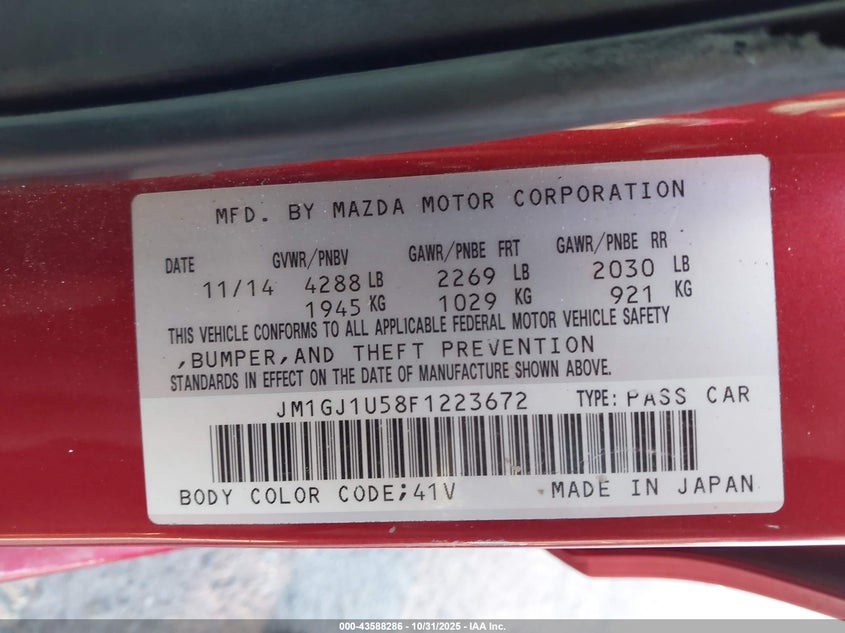 MFD. BY MAZDA MOTOR CORPORATION
DATE GVWR/PNBV GAWR/PNBE FRT GAWR/PNBE RR
11/14 4288 LB 2269 LB 2030 LB
1945 KG 1029 KG 921 KG
THIS VEHICLE CONFORMS TO ALL APPLICABLE FEDERAL MOTOR VEHICLE SAFETY
,BUMPER,AND THEFT PREVENTION
STANDARDS IN EFFECT ON THE DATE OF MANUFACTURE SHOWN ABOVE.
JM1GJ1U58F1223672 TYPE: PASS CAR
BODY COLOR CODE;41V MADE IN JAPAN
000-43588286 - 10/31/2025 - IAA Inc.